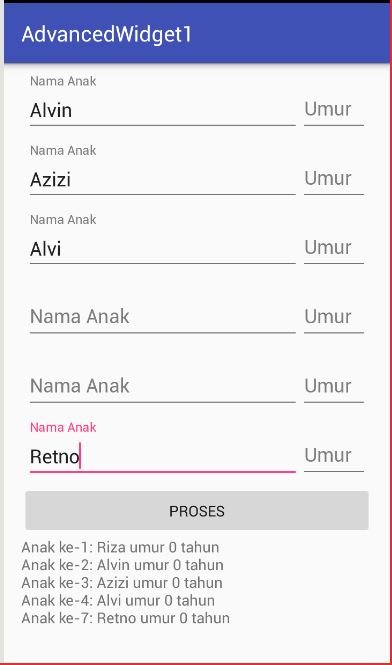 AdvancedWidget1
Nama Anak
Alvin Umur
Nama Anak
Azizi Umur
Nama Anak
Alvi Umur
Nama Anak Umur
Nama Anak Umur
Nama Anak
Retno Umur
PROSES
Anak ke-1: Riza umur 0 tahun
Anak ke-2: Alvin umur 0 tahun
Anak ke-3: Azizi umur 0 tahun
Anak ke-4: Alvi umur 0 tahun
Anak ke-7: Retno umur 0 tahun